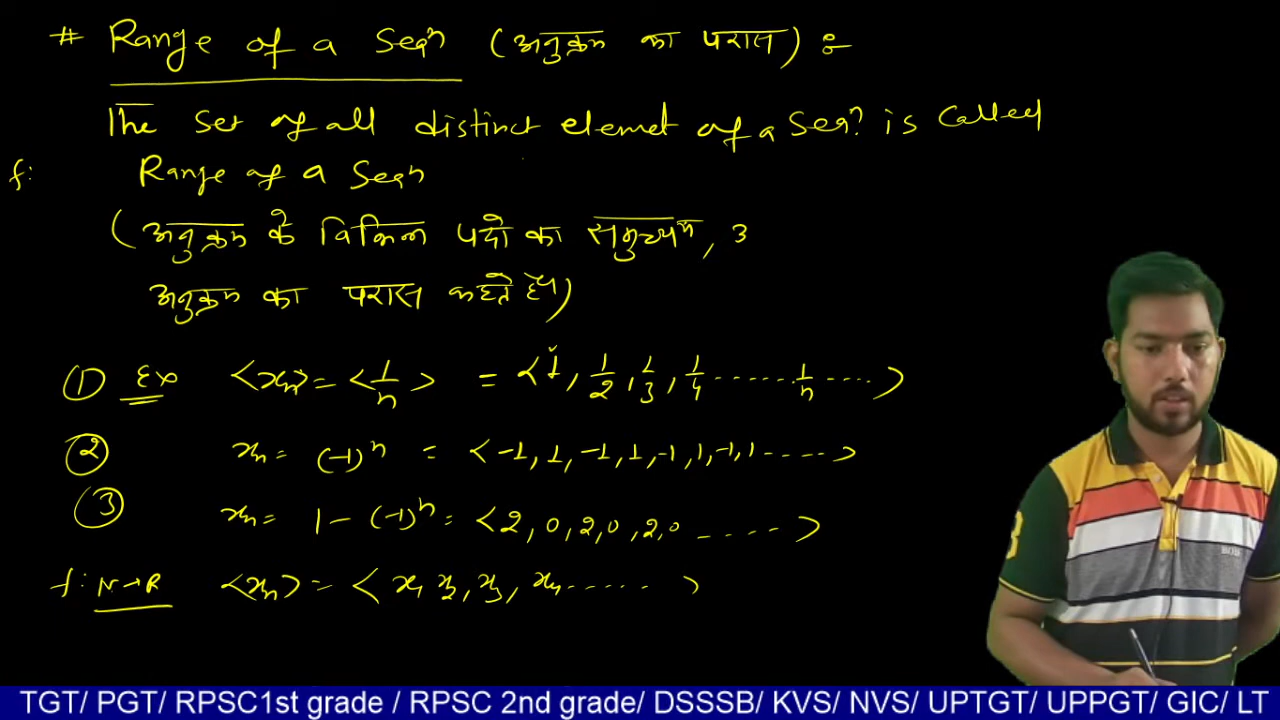 # Range of a Seqn (अनुक्रम का परास) :-
The set of all distinct elemet of a Seqn is called
f: Range of a Seqn
(अनुक्रम के विभिन्न पदों का समुच्चय, उ
अनुक्रम का परास कहते हैं)
① Ex <xn> = <1/n> = <1, 1/2, 1/3, 1/4 ...... 1/n ....>
② xn = (-1)^n = <-1, 1, -1, 1, -1, 1, -1, 1 ......>
③ xn = 1 - (-1)^n = <2, 0, 2, 0, 2, 0 ......>
f: N→R <xn> = <x1, x2, x3, x4 ...... >
TGT/ PGT/ RPSC1st grade / RPSC 2nd grade/ DSSSB/ KVS/ NVS/ UPTGT/ UPPGT/ GIC/ LT